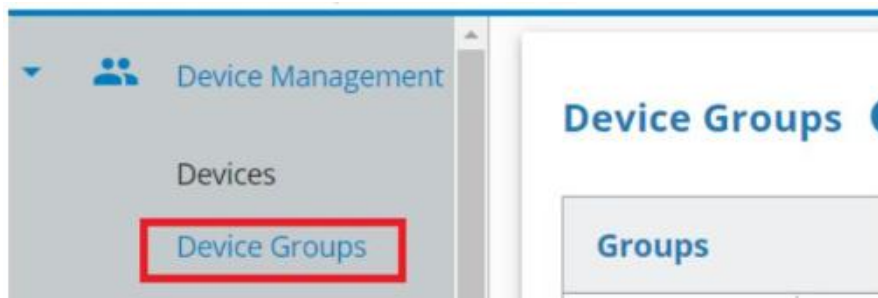 Device Management
Devices
Device Groups
Device Groups
Groups